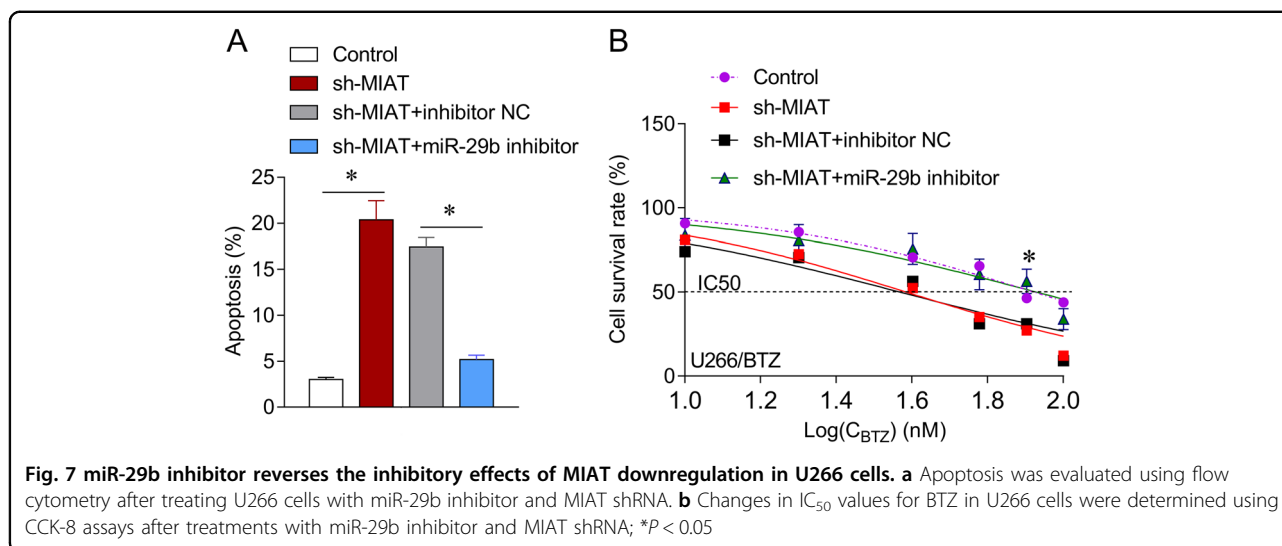 A
Control
sh-MIAT
sh-MIAT+inhibitor NC
sh-MIAT+miR-29b inhibitor
25
20
15
10
5
0
Apoptosis (%)
*
*
B
Control
sh-MIAT
sh-MIAT+inhibitor NC
sh-MIAT+miR-29b inhibitor
150
100
50
0
Cell survival rate (%)
*
IC50
U266/BTZ
1.0 1.2 1.4 1.6 1.8 2.0
Log(C_BTZ) (nM)
Fig. 7 miR-29b inhibitor reverses the inhibitory effects of MIAT downregulation in U266 cells. a Apoptosis was evaluated using flow
cytometry after treating U266 cells with miR-29b inhibitor and MIAT shRNA. b Changes in IC50 values for BTZ in U266 cells were determined using
CCK-8 assays after treatments with miR-29b inhibitor and MIAT shRNA; *P < 0.05